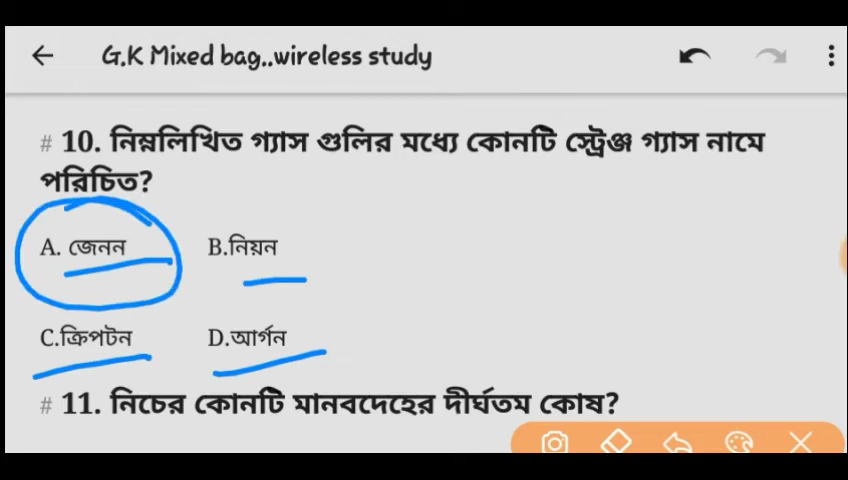 G.K Mixed bag..wireless study
# 10. নিম্নলিখিত গ্যাস গুলির মধ্যে কোনটি স্ট্রেঞ্জ গ্যাস নামে
পরিচিত?
A. জেনন B.নিয়ন
C.ক্রিপটন D.আর্গন
# 11. নিচের কোনটি মানবদেহের দীর্ঘতম কোষ?